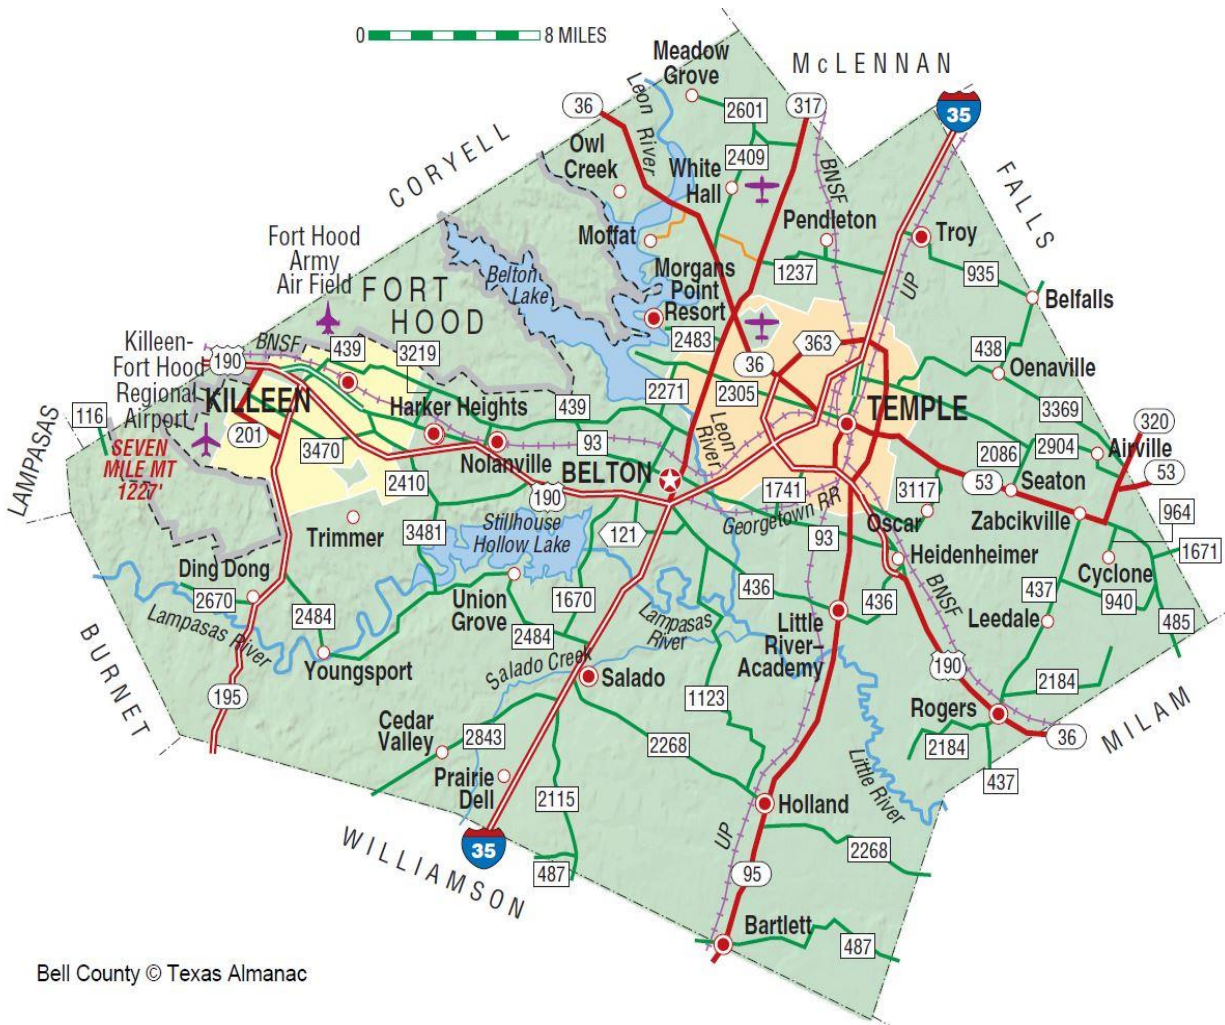 0 8 MILES
Meadow
Grove
McLENNAN
36
Leon River
2601
317
35
CORYELL
Owl
Creek
2409
White
Hall
BNSF
FALLS
Pendleton
Troy
Fort Hood
Army
Air Field
Moffat
UP
FORT
HOOD
Belton
Lake
Morgans
Point
Resort
1237
935
Belfalls
Killeen-
Fort Hood
Regional
Airport
190
BNSF
439
3219
2483
36
363
438
Oenaville
LAMPASAS
116
KILLEEN
Harker Heights
439
2271
2305
TEMPLE
3369
320
SEVEN
MILE MT
1227'
201
3470
93
Nolanville
BELTON
Leon
River
2086
2904
Airville
53
2410
190
1741
3117
53
Seaton
Georgetown RR
Oscar
Zabcikville
964
Trimmer
3481
Stillhouse
Hollow Lake
121
93
Heidenheimer
1671
Ding Dong
Cyclone
2670
Union
Grove
1670
436
436
BNSF
437
940
Lampasas River
2484
2484
Lampasas
River
Little
River–
Academy
Leedale
485
BURNET
Youngsport
Salado Creek
190
195
Salado
1123
2184
Rogers
MILAM
Cedar
Valley
2843
2268
2184
36
Prairie
Dell
2115
Holland
Little River
437
WILLIAMSON
35
UP
2268
487
95
Bartlett
487
Bell County © Texas Almanac